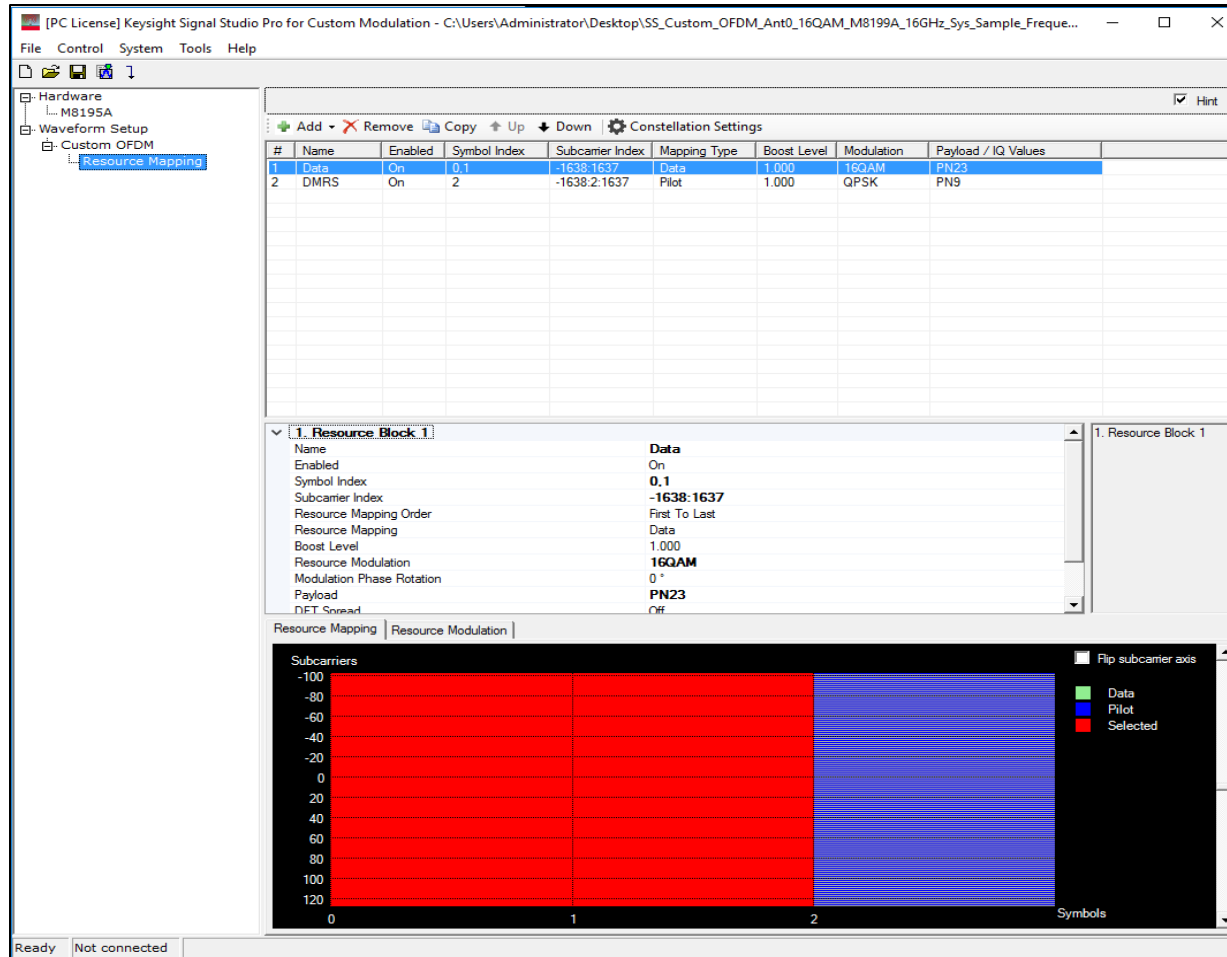 [PC License] Keysight Signal Studio Pro for Custom Modulation - C:\Users\Administrator\Desktop\SS_Custom_OFDM_Ant0_16QAM_M8199A_16GHz_Sys_Sample_Freque...
File Control System Tools Help
Hardware
M8195A
Waveform Setup
Custom OFDM
Resource Mapping
Hint
Add Remove Copy Up Down Constellation Settings
# Name Enabled Symbol Index Subcarrier Index Mapping Type Boost Level Modulation Payload / IQ Values
1 Data On 0,1 -1638:1637 Data 1.000 16QAM PN23
2 DMRS On 2 -1638:2:1637 Pilot 1.000 QPSK PN9
1. Resource Block 1
Name Data
Enabled On
Symbol Index 0,1
Subcarrier Index -1638:1637
Resource Mapping Order First To Last
Resource Mapping Data
Boost Level 1.000
Resource Modulation 16QAM
Modulation Phase Rotation 0 °
Payload PN23
DFT Spread Off
1. Resource Block 1
Resource Mapping Resource Modulation
Subcarriers
Flip subcarrier axis
-100
-80
-60
-40
-20
0
20
40
60
80
100
120
Data
Pilot
Selected
0 1 2
Symbols
Ready Not connected